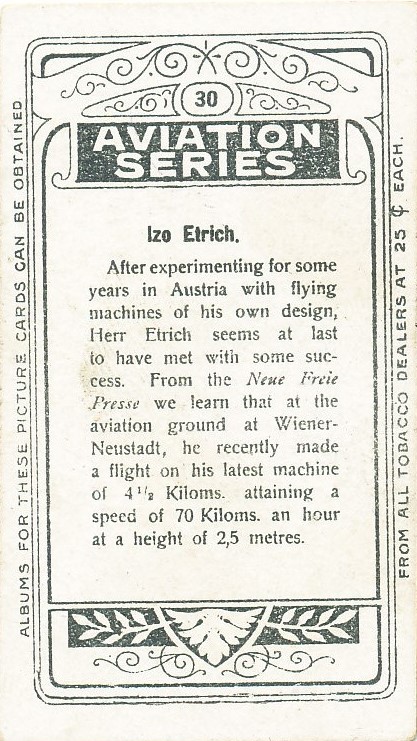 30
AVIATION
SERIES
Izo Etrich.
After experimenting for some
years in Austria with flying
machines of his own design,
Herr Etrich seems at last
to have met with some suc-
cess. From the Neue Freie
Presse we learn that at the
aviation ground at Wiener-
Neustadt, he recently made
a flight on his latest machine
of 4 1/2 Kiloms. attaining a
speed of 70 Kiloms. an hour
at a height of 2,5 metres.
ALBUMS FOR THESE PICTURE CARDS CAN BE OBTAINED
FROM ALL TOBACCO DEALERS AT 25 ₵ EACH.